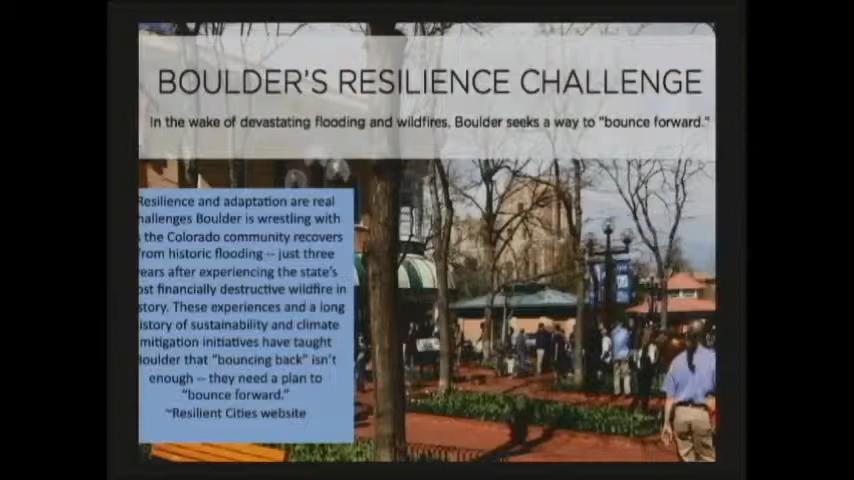 BOULDER'S RESILIENCE CHALLENGE
In the wake of devastating flooding and wildfires, Boulder seeks a way to "bounce forward."
Resilience and adaptation are real
hallenges Boulder is wrestling with
the Colorado community recovers
rom historic flooding -- just three
ears after experiencing the state's
ost financially destructive wildfire in
story. These experiences and a long
istory of sustainability and climate
mitigation initiatives have taught
oulder that "bouncing back" isn't
enough -- they need a plan to
"bounce forward."
~Resilient Cities website